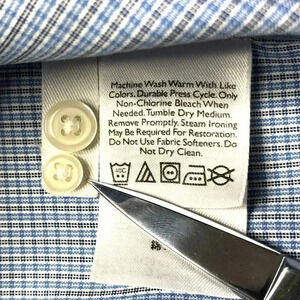 Machine Wash Warm With Like
Colors, Durable Press Cycle. Only
Non-Chlorine Bleach When
Needed. Tumble Dry Medium.
Remove Promptly. Steam Ironing
May Be Required For Restoration.
Do Not Use Fabric Softeners. Do
Not Dry Clean.
綿